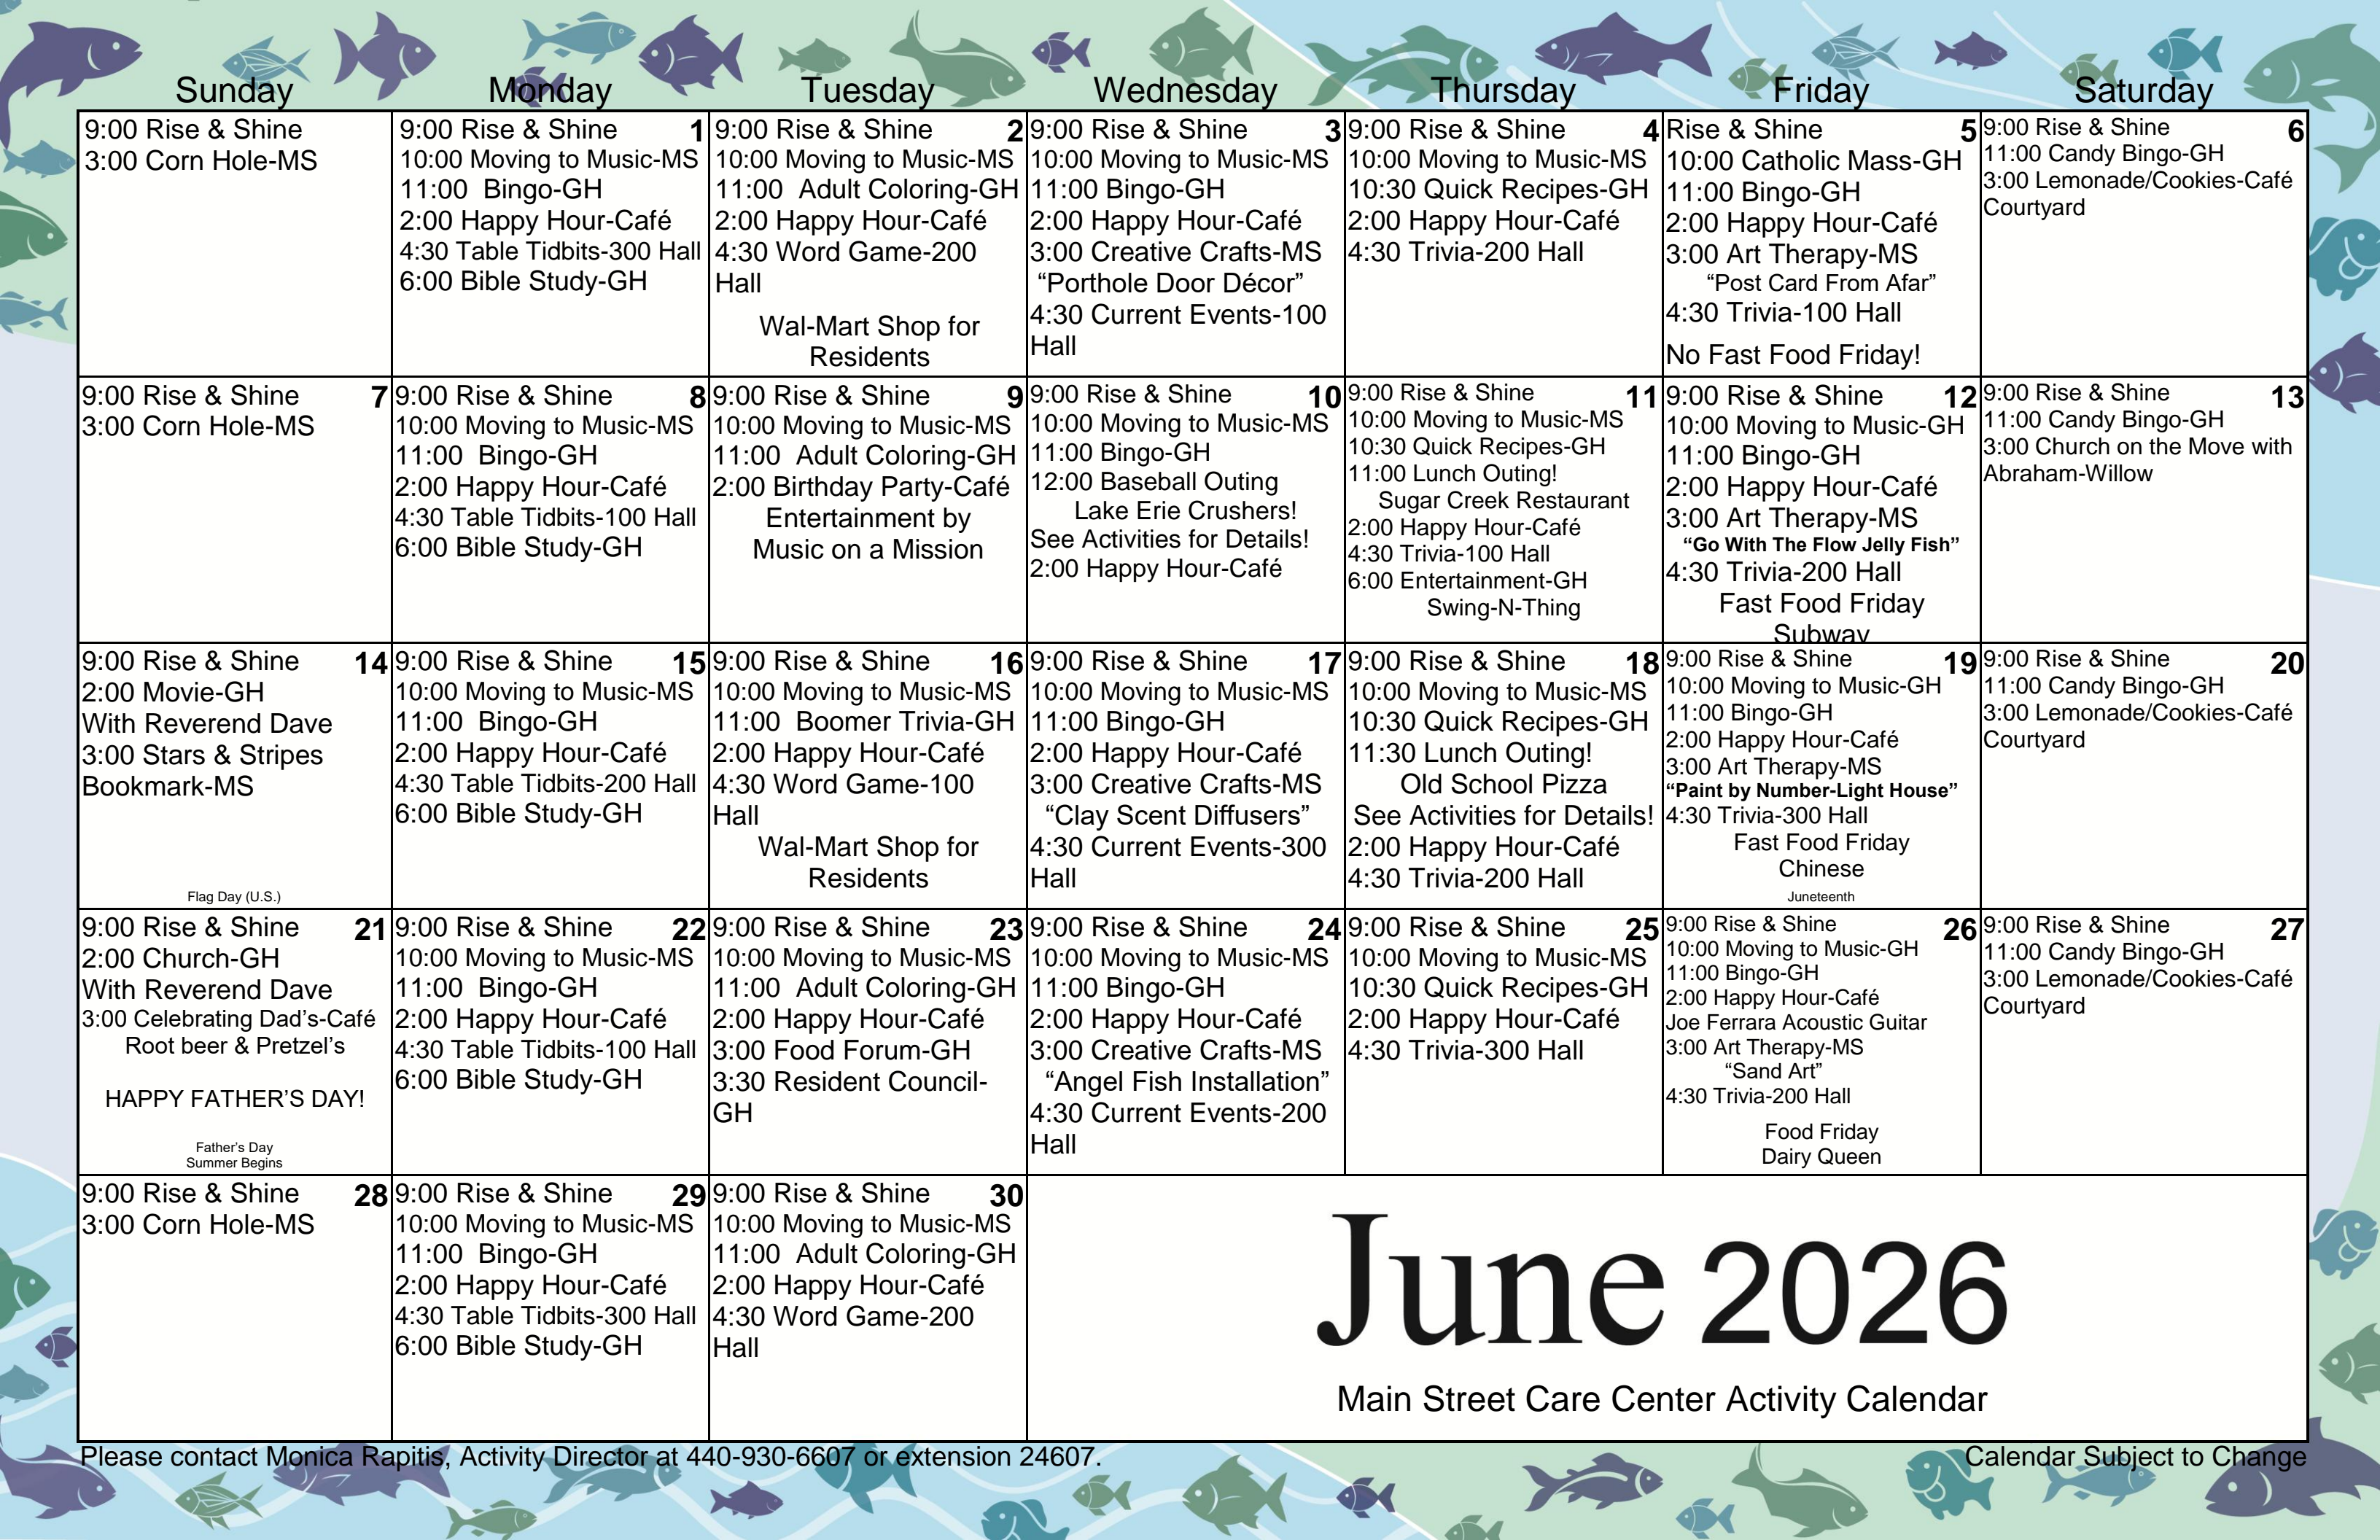 Sunday Monday Tuesday Wednesday Thursday Friday Saturday
9:00 Rise & Shine
3:00 Corn Hole-MS
1
9:00 Rise & Shine
10:00 Moving to Music-MS
11:00 Bingo-GH
2:00 Happy Hour-Café
4:30 Table Tidbits-300 Hall
6:00 Bible Study-GH
2
9:00 Rise & Shine
10:00 Moving to Music-MS
11:00 Adult Coloring-GH
2:00 Happy Hour-Café
4:30 Word Game-200
Hall
Wal-Mart Shop for
Residents
3
9:00 Rise & Shine
10:00 Moving to Music-MS
11:00 Bingo-GH
2:00 Happy Hour-Café
3:00 Creative Crafts-MS
“Porthole Door Décor”
4:30 Current Events-100
Hall
4
9:00 Rise & Shine
10:00 Moving to Music-MS
10:30 Quick Recipes-GH
2:00 Happy Hour-Café
4:30 Trivia-200 Hall
5
Rise & Shine
10:00 Catholic Mass-GH
11:00 Bingo-GH
2:00 Happy Hour-Café
3:00 Art Therapy-MS
“Post Card From Afar”
4:30 Trivia-100 Hall
No Fast Food Friday!
6
9:00 Rise & Shine
11:00 Candy Bingo-GH
3:00 Lemonade/Cookies-Café
Courtyard
7
9:00 Rise & Shine
3:00 Corn Hole-MS
8
9:00 Rise & Shine
10:00 Moving to Music-MS
11:00 Bingo-GH
2:00 Happy Hour-Café
4:30 Table Tidbits-100 Hall
6:00 Bible Study-GH
9
9:00 Rise & Shine
10:00 Moving to Music-MS
11:00 Adult Coloring-GH
2:00 Birthday Party-Café
Entertainment by
Music on a Mission
10
9:00 Rise & Shine
10:00 Moving to Music-MS
11:00 Bingo-GH
12:00 Baseball Outing
Lake Erie Crushers!
See Activities for Details!
2:00 Happy Hour-Café
11
9:00 Rise & Shine
10:00 Moving to Music-MS
10:30 Quick Recipes-GH
11:00 Lunch Outing!
Sugar Creek Restaurant
2:00 Happy Hour-Café
4:30 Trivia-100 Hall
6:00 Entertainment-GH
Swing-N-Thing
12
9:00 Rise & Shine
10:00 Moving to Music-GH
11:00 Bingo-GH
2:00 Happy Hour-Café
3:00 Art Therapy-MS
“Go With The Flow Jelly Fish”
4:30 Trivia-200 Hall
Fast Food Friday
Subway
13
9:00 Rise & Shine
11:00 Candy Bingo-GH
3:00 Church on the Move with
Abraham-Willow
14
9:00 Rise & Shine
2:00 Movie-GH
With Reverend Dave
3:00 Stars & Stripes
Bookmark-MS
Flag Day (U.S.)
15
9:00 Rise & Shine
10:00 Moving to Music-MS
11:00 Bingo-GH
2:00 Happy Hour-Café
4:30 Table Tidbits-200 Hall
6:00 Bible Study-GH
16
9:00 Rise & Shine
10:00 Moving to Music-MS
11:00 Boomer Trivia-GH
2:00 Happy Hour-Café
4:30 Word Game-100
Hall
Wal-Mart Shop for
Residents
17
9:00 Rise & Shine
10:00 Moving to Music-MS
11:00 Bingo-GH
2:00 Happy Hour-Café
3:00 Creative Crafts-MS
“Clay Scent Diffusers”
4:30 Current Events-300
Hall
18
9:00 Rise & Shine
10:00 Moving to Music-MS
10:30 Quick Recipes-GH
11:30 Lunch Outing!
Old School Pizza
See Activities for Details!
2:00 Happy Hour-Café
4:30 Trivia-200 Hall
19
9:00 Rise & Shine
10:00 Moving to Music-GH
11:00 Bingo-GH
2:00 Happy Hour-Café
3:00 Art Therapy-MS
“Paint by Number-Light House”
4:30 Trivia-300 Hall
Fast Food Friday
Chinese
Juneteenth
20
9:00 Rise & Shine
11:00 Candy Bingo-GH
3:00 Lemonade/Cookies-Café
Courtyard
21
9:00 Rise & Shine
2:00 Church-GH
With Reverend Dave
3:00 Celebrating Dad’s-Café
Root beer & Pretzel’s
HAPPY FATHER’S DAY!
Father’s Day
Summer Begins
22
9:00 Rise & Shine
10:00 Moving to Music-MS
11:00 Bingo-GH
2:00 Happy Hour-Café
4:30 Table Tidbits-100 Hall
6:00 Bible Study-GH
23
9:00 Rise & Shine
10:00 Moving to Music-MS
11:00 Adult Coloring-GH
2:00 Happy Hour-Café
3:00 Food Forum-GH
3:30 Resident Council-
GH
24
9:00 Rise & Shine
10:00 Moving to Music-MS
11:00 Bingo-GH
2:00 Happy Hour-Café
3:00 Creative Crafts-MS
“Angel Fish Installation”
4:30 Current Events-200
Hall
25
9:00 Rise & Shine
10:00 Moving to Music-MS
10:30 Quick Recipes-GH
2:00 Happy Hour-Café
4:30 Trivia-300 Hall
26
9:00 Rise & Shine
10:00 Moving to Music-GH
11:00 Bingo-GH
2:00 Happy Hour-Café
Joe Ferrara Acoustic Guitar
3:00 Art Therapy-MS
“Sand Art”
4:30 Trivia-200 Hall
Food Friday
Dairy Queen
27
9:00 Rise & Shine
11:00 Candy Bingo-GH
3:00 Lemonade/Cookies-Café
Courtyard
28
9:00 Rise & Shine
3:00 Corn Hole-MS
29
9:00 Rise & Shine
10:00 Moving to Music-MS
11:00 Bingo-GH
2:00 Happy Hour-Café
4:30 Table Tidbits-300 Hall
6:00 Bible Study-GH
30
9:00 Rise & Shine
10:00 Moving to Music-MS
11:00 Adult Coloring-GH
2:00 Happy Hour-Café
4:30 Word Game-200
Hall
June 2026
Main Street Care Center Activity Calendar
Please contact Monica Rapitis, Activity Director at 440-930-6607 or extension 24607.
Calendar Subject to Change